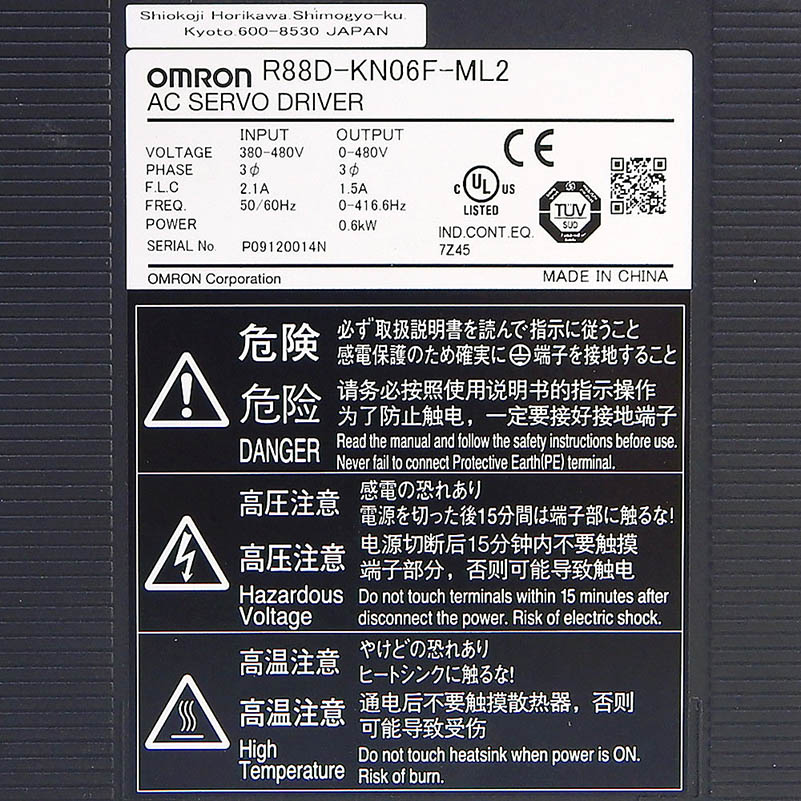 Shiokoji Horikawa.Shimogyo-ku.
Kyoto.600-8530 JAPAN
OMRON R88D-KN06F-ML2
AC SERVO DRIVER
INPUT OUTPUT
VOLTAGE 380-480V 0-480V
PHASE 3ϕ 3ϕ
F.L.C 2.1A 1.5A
FREQ. 50/60Hz 0-416.6Hz
POWER 0.6kW
SERIAL No. P09120014N
CE
C UL US
LISTED
IND.CONT.EQ.
7Z45
TÜV
SUD
OMRON Corporation MADE IN CHINA
危険 必ず取扱説明書を読んで指示に従うこと
感電保護のため確実に⏚端子を接地すること
危险 请务必按照使用说明书的指示操作
为了防止触电，一定要接好接地端子
DANGER Read the manual and follow the safety instructions before use.
Never fail to connect Protective Earth(PE) terminal.
高圧注意 感電の恐れあり
電源を切った後15分間は端子部に触るな!
高压注意 电源切断后15分钟内不要触摸
端子部分，否则可能导致触电
Hazardous Do not touch terminals within 15 minutes after
Voltage disconnect the power. Risk of electric shock.
高温注意 やけどの恐れあり
ヒートシンクに触るな!
高温注意 通电后不要触摸散热器，否则
可能导致受伤
High Do not touch heatsink when power is ON.
Temperature Risk of burn.